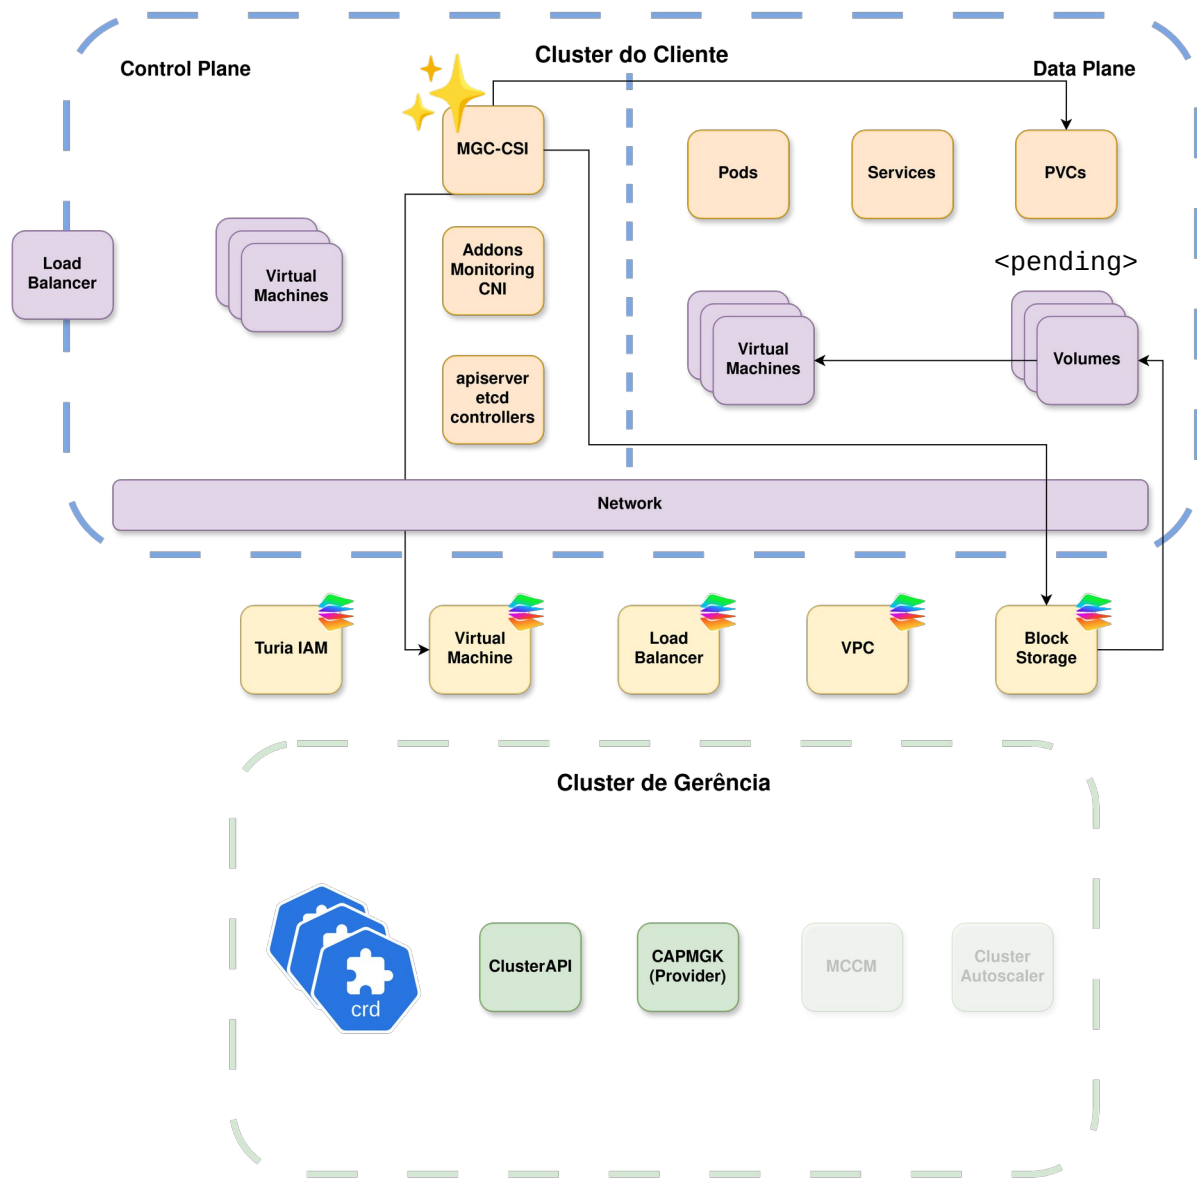 Cluster do Cliente
Control Plane
Data Plane
MGC-CSI
Pods
Services
PVCs
Load
Balancer
Virtual
Machines
Addons
Monitoring
CNI
<pending>
Virtual
Machines
Volumes
apiserver
etcd
controllers
Network
Turia IAM
Virtual
Machine
Load
Balancer
VPC
Block
Storage
Cluster de Gerência
crd
ClusterAPI
CAPMGK
(Provider)
MCCM
Cluster
Autoscaler